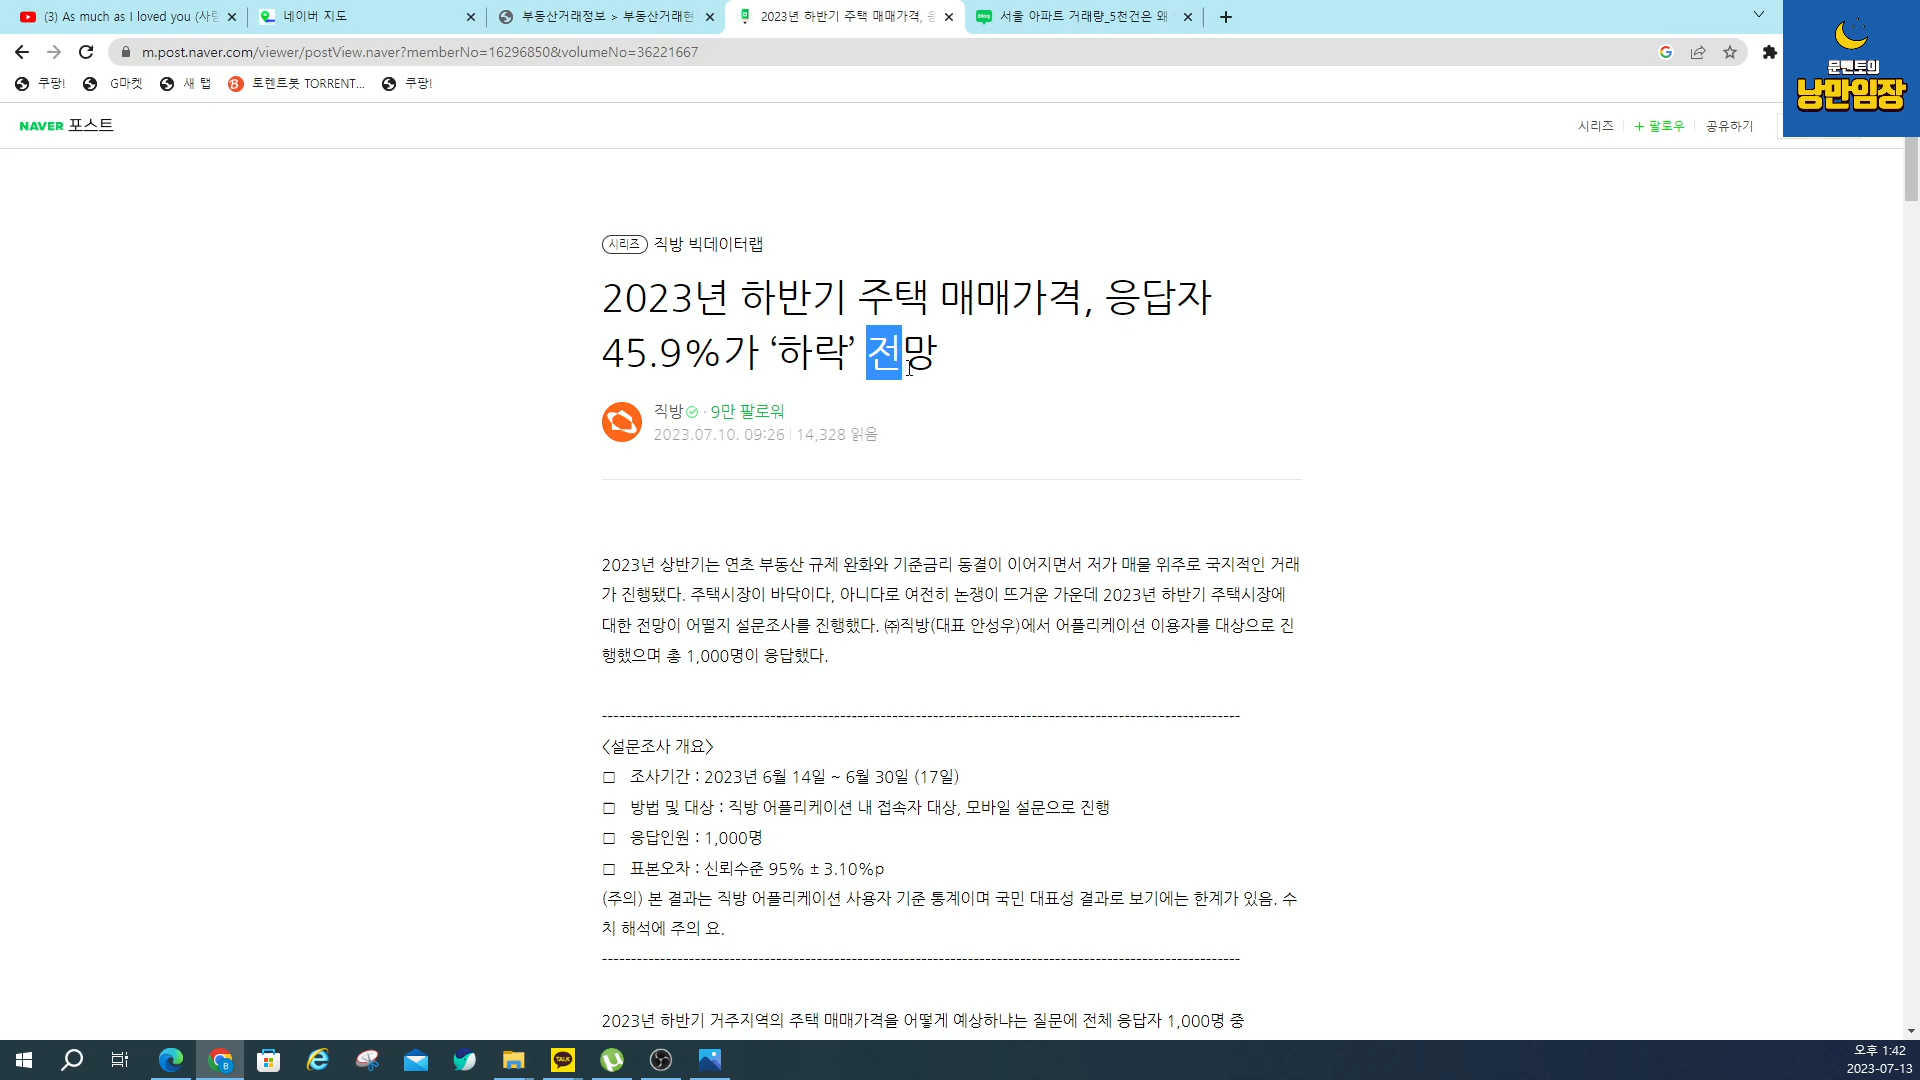 (3) As much as I loved you (사랑
네이버 지도
부동산거래정보 > 부동산거래현
2023년 하반기 주택 매매가격, 응
서울 아파트 거래량_5천건은 왜
m.post.naver.com/viewer/postView.naver?memberNo=16296850&volumeNo=36221667
쿠팡!
G마켓
새 탭
토렌트봇 TORRENT...
쿠팡!
문멘토의
낭만임장
NAVER 포스트
시리즈
+ 팔로우
공유하기
시리즈 직방 빅데이터랩
2023년 하반기 주택 매매가격, 응답자
45.9%가 ‘하락’ 전망
직방 · 9만 팔로워
2023.07.10. 09:26 | 14,328 읽음
2023년 상반기는 연초 부동산 규제 완화와 기준금리 동결이 이어지면서 저가 매물 위주로 국지적인 거래
가 진행됐다. 주택시장이 바닥이다, 아니다로 여전히 논쟁이 뜨거운 가운데 2023년 하반기 주택시장에
대한 전망이 어떨지 설문조사를 진행했다. ㈜직방(대표 안성우)에서 어플리케이션 이용자를 대상으로 진
행했으며 총 1,000명이 응답했다.
<설문조사 개요>
□ 조사기간 : 2023년 6월 14일 ~ 6월 30일 (17일)
□ 방법 및 대상 : 직방 어플리케이션 내 접속자 대상, 모바일 설문으로 진행
□ 응답인원 : 1,000명
□ 표본오차 : 신뢰수준 95% ± 3.10%p
(주의) 본 결과는 직방 어플리케이션 사용자 기준 통계이며 국민 대표성 결과로 보기에는 한계가 있음. 수
치 해석에 주의 요.
2023년 하반기 거주지역의 주택 매매가격을 어떻게 예상하냐는 질문에 전체 응답자 1,000명 중
TALK
오후 1:42
2023-07-13